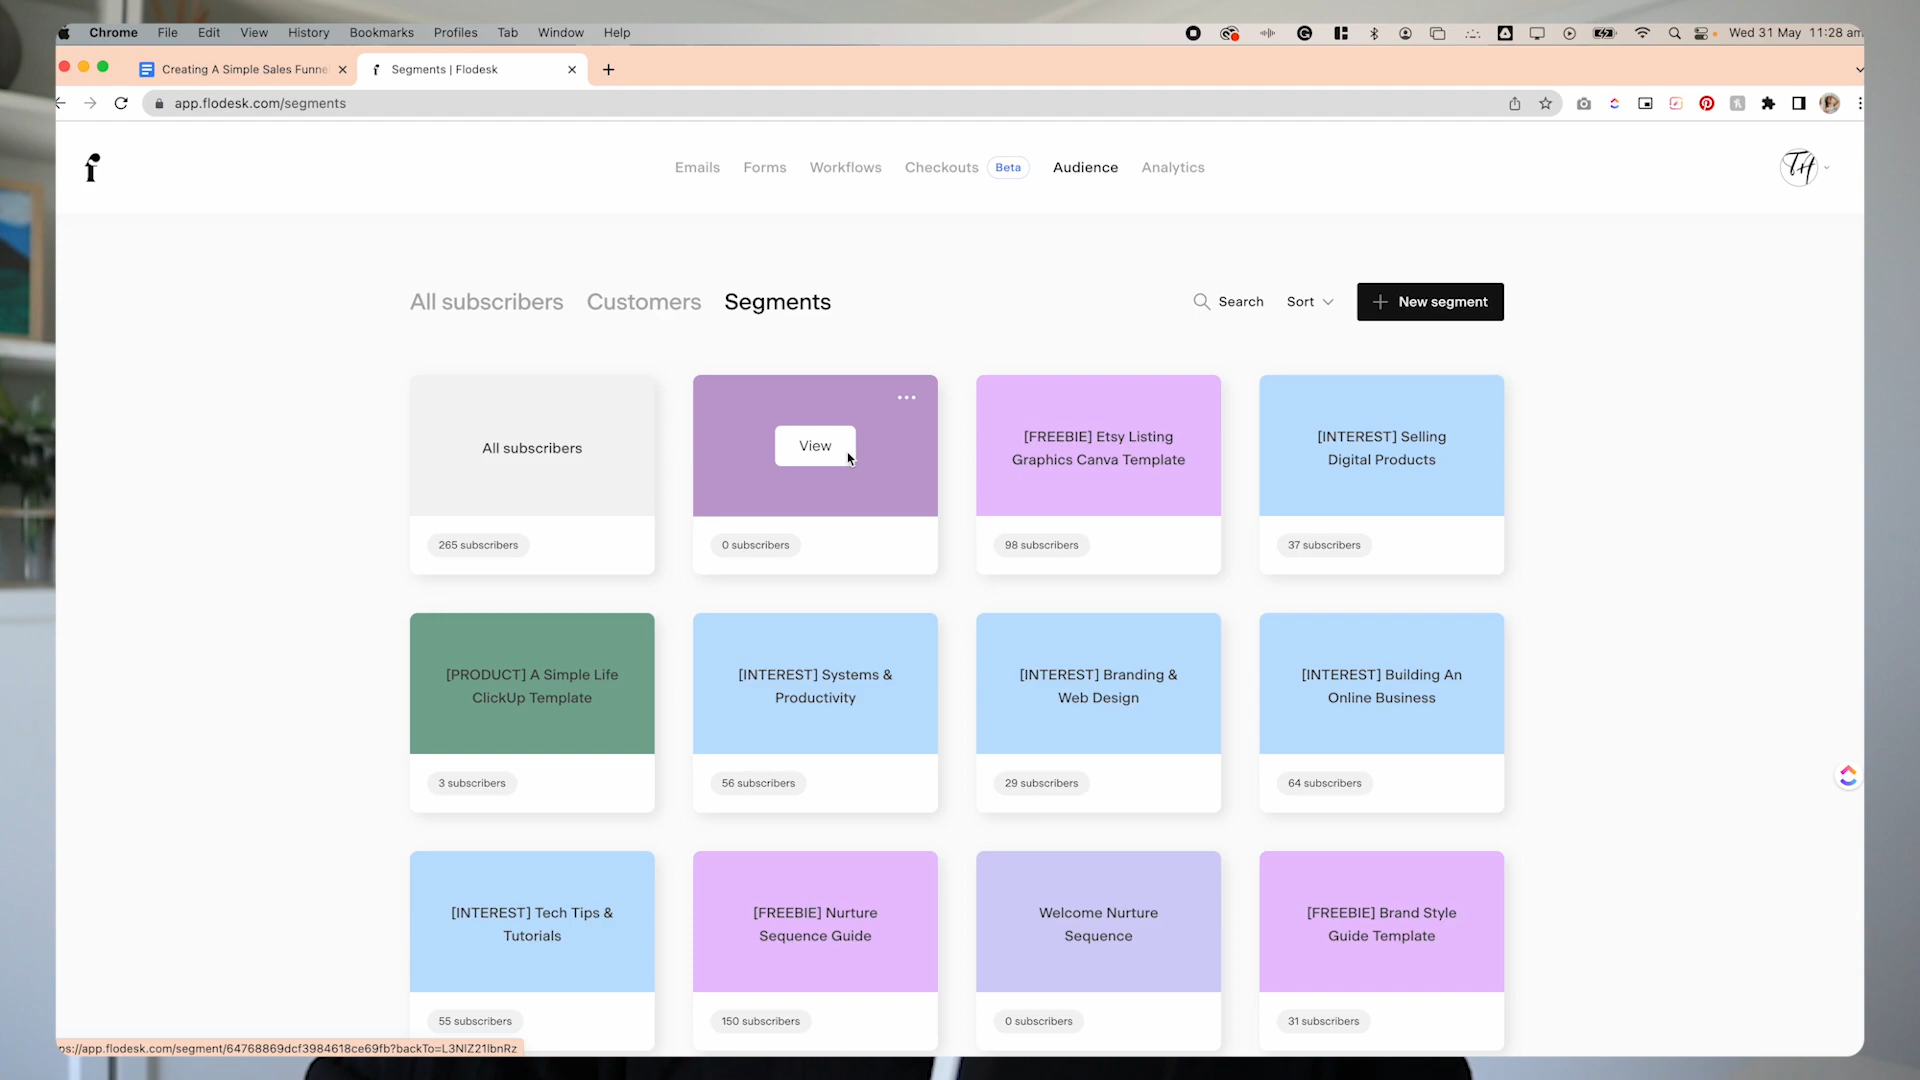 Chrome File Edit View History Bookmarks Profiles Tab Window Help
Wed 31 May 11:28 am
Creating A Simple Sales Funne
Segments | Flodesk
app.flodesk.com/segments
f
Emails Forms Workflows Checkouts Beta Audience Analytics
TH
All subscribers Customers Segments
Search Sort New segment
All subscribers
265 subscribers
View
0 subscribers
[FREEBIE] Etsy Listing
Graphics Canva Template
98 subscribers
[INTEREST] Selling
Digital Products
37 subscribers
[PRODUCT] A Simple Life
ClickUp Template
3 subscribers
[INTEREST] Systems &
Productivity
56 subscribers
[INTEREST] Branding &
Web Design
29 subscribers
[INTEREST] Building An
Online Business
64 subscribers
[INTEREST] Tech Tips &
Tutorials
55 subscribers
[FREEBIE] Nurture
Sequence Guide
150 subscribers
Welcome Nurture
Sequence
0 subscribers
[FREEBIE] Brand Style
Guide Template
31 subscribers
ps://app.flodesk.com/segment/64768869dcf3984618ce69fb?backTo=L3NlZ21lbnRz